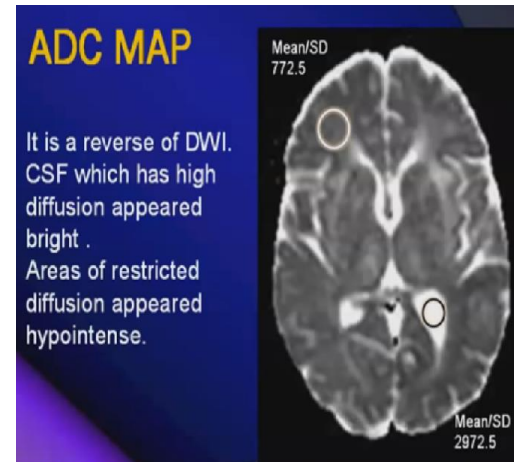 ADC MAP
It is a reverse of DWI.
CSF which has high
diffusion appeared
bright .
Areas of restricted
diffusion appeared
hypointense.
Mean/SD
772.5
Mean/SD
2972.5